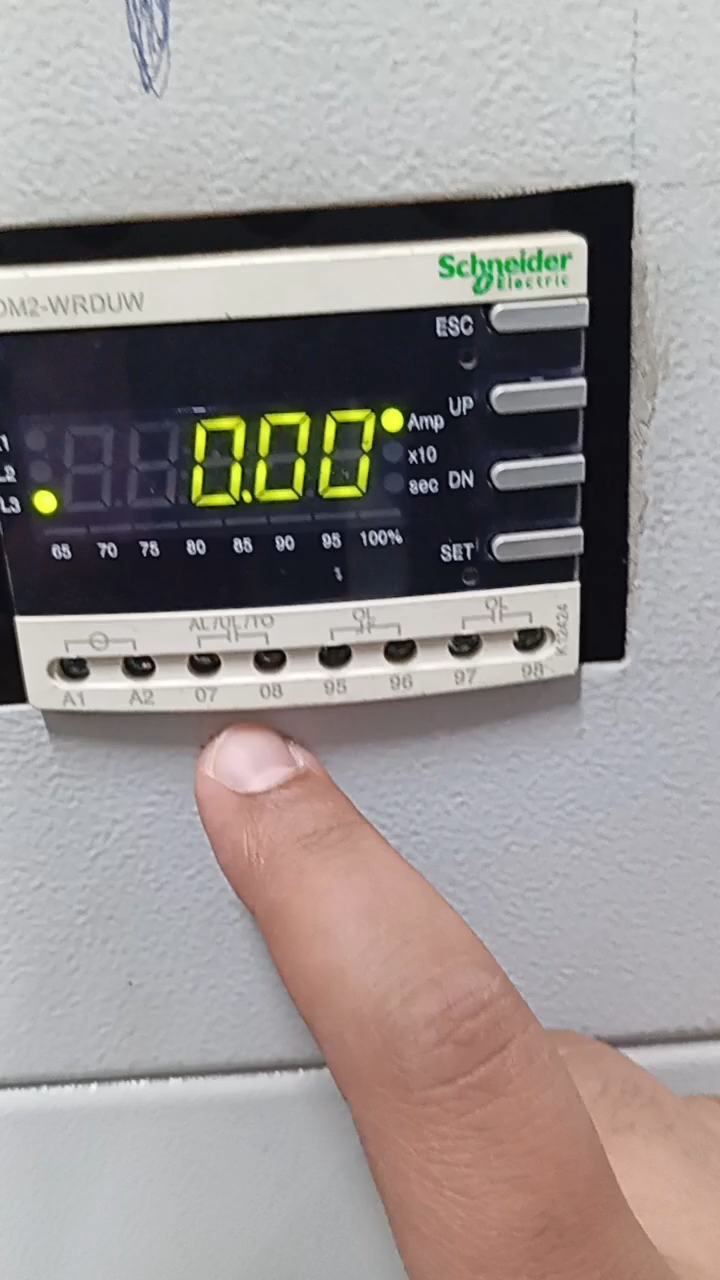 Schneider
Electric
DM2-WRDUW
ESC
UP
Amp
0.00
x10
L2
sec
DN
L3
65 70 75 80 85 90 95 100%
SET
AL/UL/TO OL OL
A1 A2 07 08 95 96 97 98